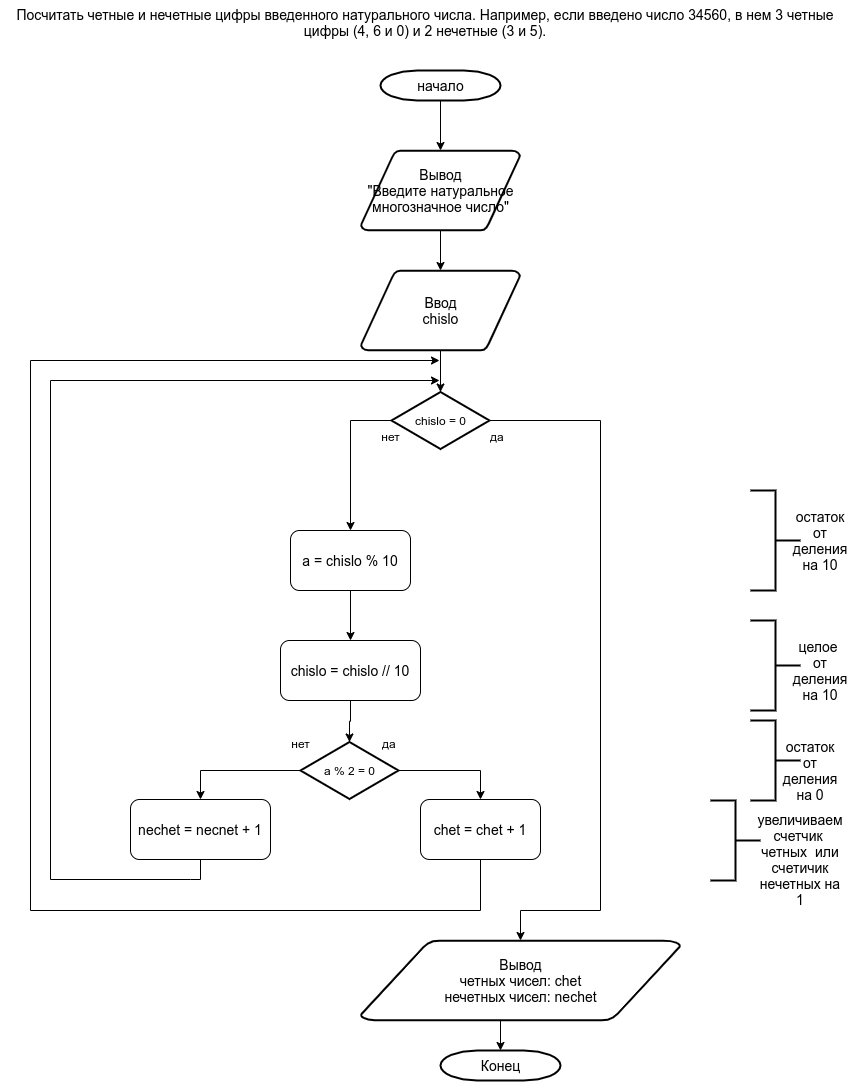 Посчитать четные и нечетные цифры введенного натурального числа. Например, если введено число 34560, в нем 3 четные
цифры (4, 6 и 0) и 2 нечетные (3 и 5).
начало
Вывод
"Введите натуральное
многозначное число"
Ввод
chislo
chislo = 0
нет
да
остаток
от
деления
на 10
a = chislo % 10
целое
от
деления
на 10
chislo = chislo // 10
нет
да
a % 2 = 0
остаток
от
деления
на 0
nechet = necnet + 1
chet = chet + 1
увеличиваем
счетчик
четных или
счетичик
нечетных на
1
Вывод
четных чисел: chet
нечетных чисел: nechet
Конец